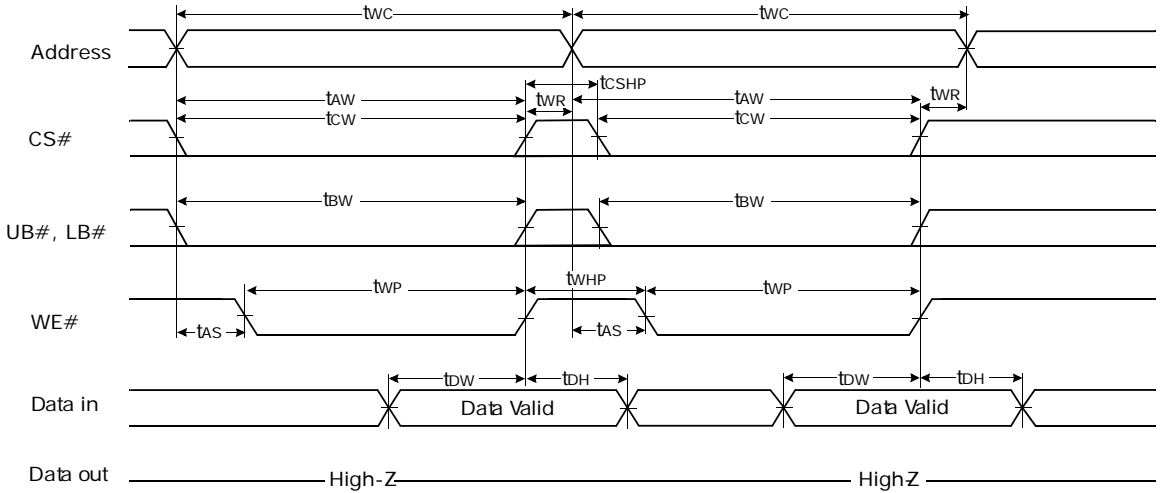 tWC tWC
Address
tCSHP
tAW tWR tAW tWR
tCW tCW
CS#
tBW tBW
UB#, LB#
tWP tWHP tWP
WE#
tAS tAS
tDW tDH tDW tDH
Data in Data Valid Data Valid
Data out High-Z High-Z